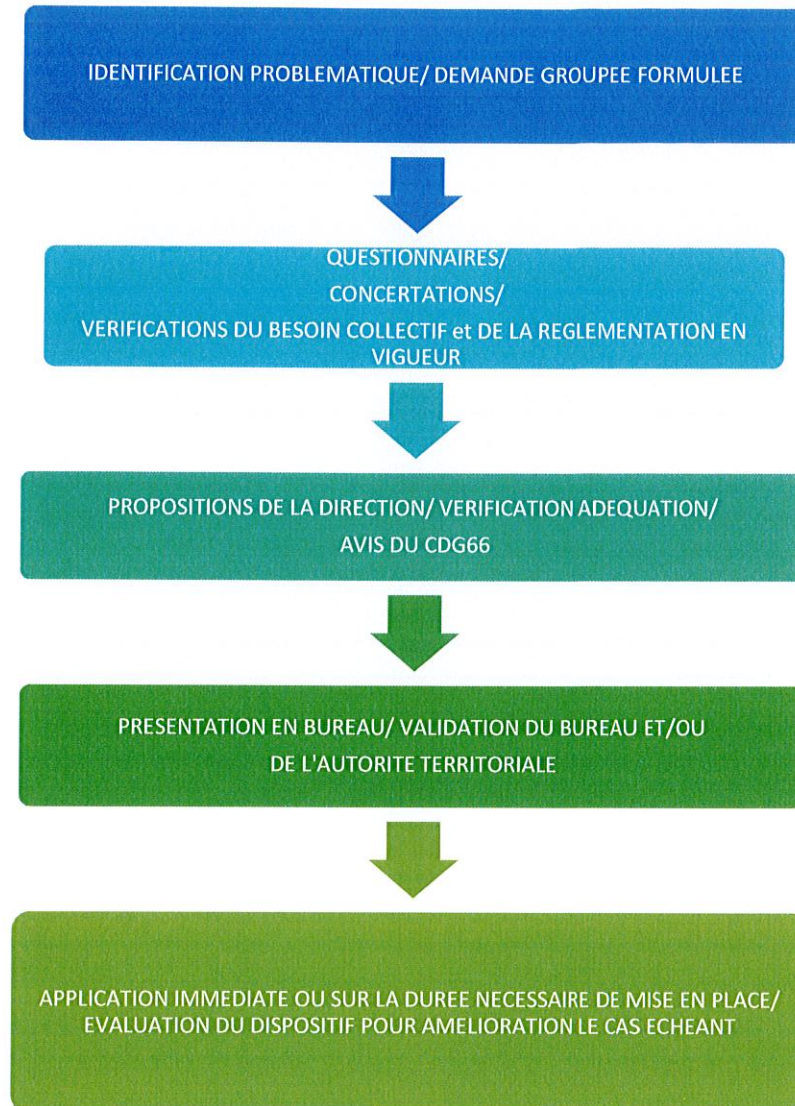 IDENTIFICATION PROBLEMATIQUE/ DEMANDE GROUPEE FORMULEE
QUESTIONNAIRES/
CONCERTATIONS/
VERIFICATIONS DU BESOIN COLLECTIF et DE LA REGLEMENTATION EN
VIGUEUR
PROPOSITIONS DE LA DIRECTION/ VERIFICATION ADEQUATION/
AVIS DU CDG66
PRESENTATION EN BUREAU/ VALIDATION DU BUREAU ET/OU
DE L'AUTORITE TERRITORIALE
APPLICATION IMMEDIATE OU SUR LA DUREE NECESSAIRE DE MISE EN PLACE/
EVALUATION DU DISPOSITIF POUR AMELIORATION LE CAS ECHEANT